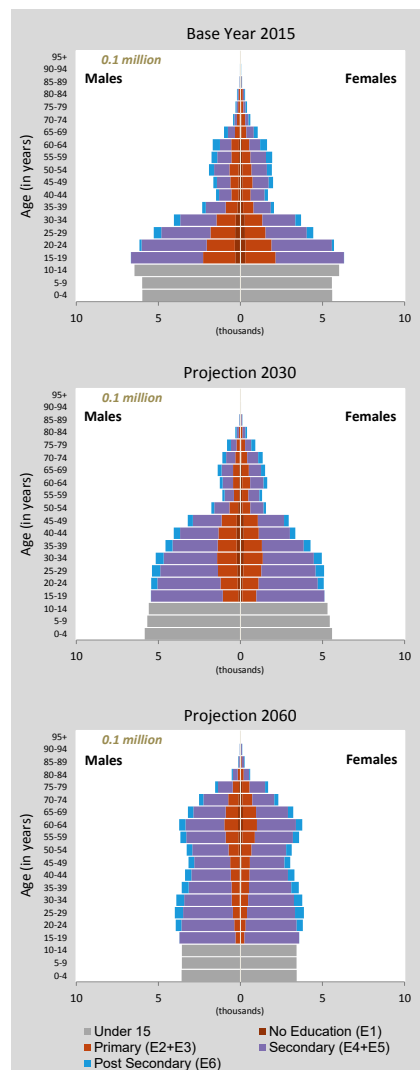 Base Year 2015
0.1 million
Males
Females
Age (in years)
95+
90-94
85-89
80-84
75-79
70-74
65-69
60-64
55-59
50-54
45-49
40-44
35-39
30-34
25-29
20-24
15-19
10-14
5-9
0-4
10 5 0 5 10
(thousands)
Projection 2030
0.1 million
Males
Females
Age (in years)
95+
90-94
85-89
80-84
75-79
70-74
65-69
60-64
55-59
50-54
45-49
40-44
35-39
30-34
25-29
20-24
15-19
10-14
5-9
0-4
10 5 0 5 10
(thousands)
Projection 2060
0.1 million
Males
Females
Age (in years)
95+
90-94
85-89
80-84
75-79
70-74
65-69
60-64
55-59
50-54
45-49
40-44
35-39
30-34
25-29
20-24
15-19
10-14
5-9
0-4
10 5 0 5 10
(thousands)
Under 15
No Education (E1)
Primary (E2+E3)
Secondary (E4+E5)
Post Secondary (E6)